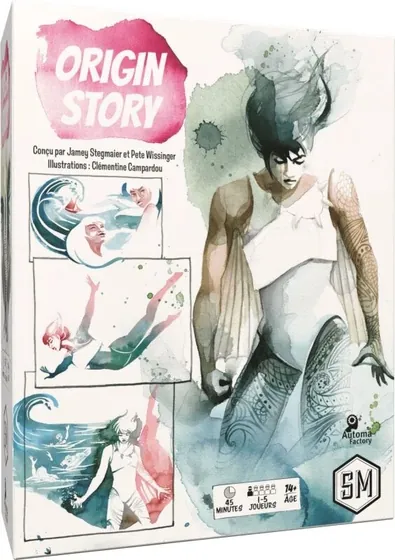 ORIGIN
STORY
Conçu par Jamey Stegmaier et Pete Wissinger
Illustrations : Clémentine Campardou
Automa
Factory
45
MINUTES
1-5
JOUEURS
14+
ÂGE
SM